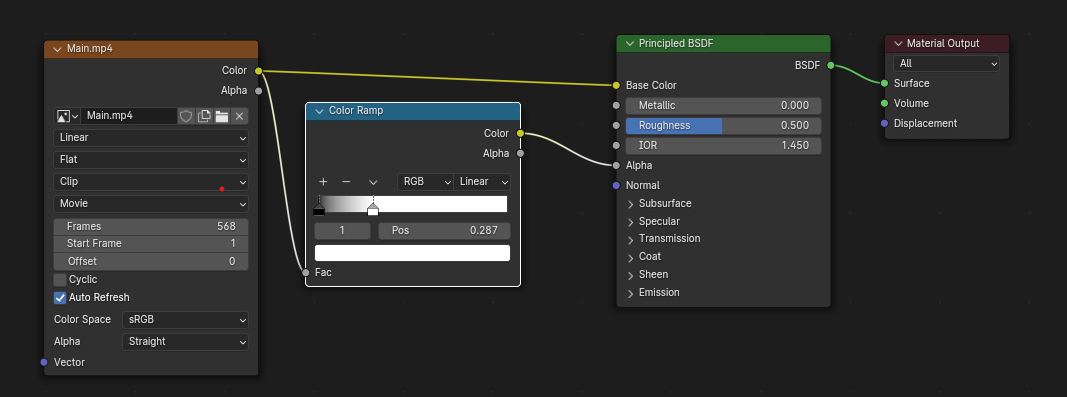 Main.mp4
Color
Alpha
Main.mp4
Linear
Flat
Clip
Movie
Frames 568
Start Frame 1
Offset 0
Cyclic
Auto Refresh
Color Space sRGB
Alpha Straight
Vector
Color Ramp
Color
Alpha
RGB Linear
1 Pos 0.287
Fac
Principled BSDF
BSDF
Base Color
Metallic 0.000
Roughness 0.500
IOR 1.450
Alpha
Normal
Subsurface
Specular
Transmission
Coat
Sheen
Emission
Material Output
All
Surface
Volume
Displacement